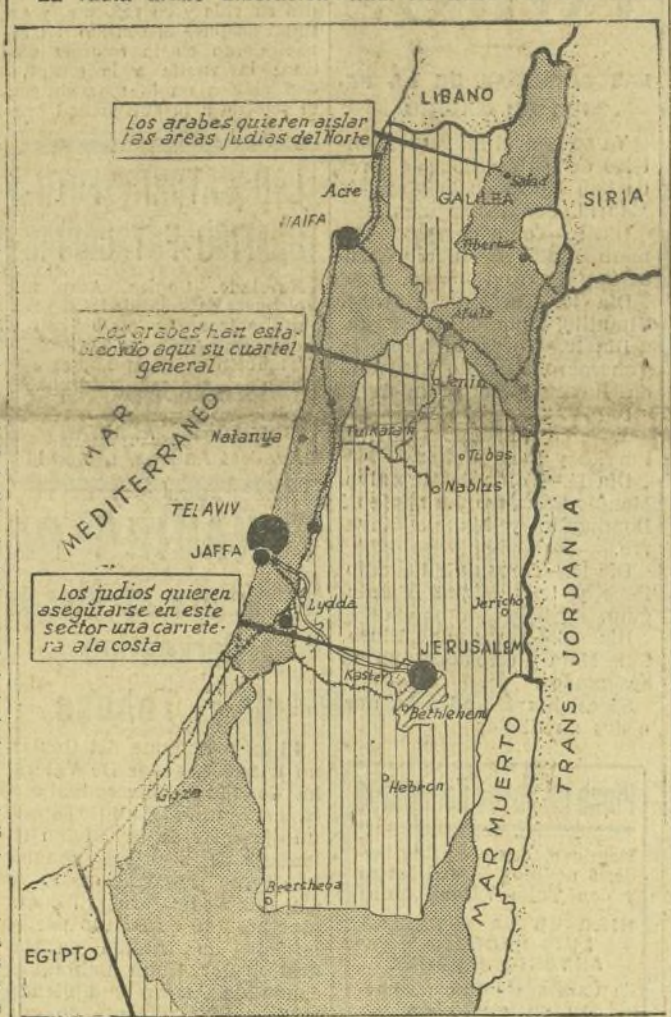 LIBANO
Los arabes quieren aislar
las areas judias del Norte
Safad
GALILEA
SIRIA
Acre
HAIFA
Tiberius
Afula
Los arabes han esta-
blecido aqui su cuartel
general
Jenin
MAR
MEDITERRANEO
Natanya
Tulkaram
Tubas
Nablus
TEL AVIV
JAFFA
TRANS-JORDANIA
Los judios quieren
asegurarse en este
sector una carrete-
ra a la costa
Lydda
Jericho
JERUSALEM
Kastel
Bethlehem
Hebron
MAR MUERTO
Gaza
Beersheba
EGIPTO